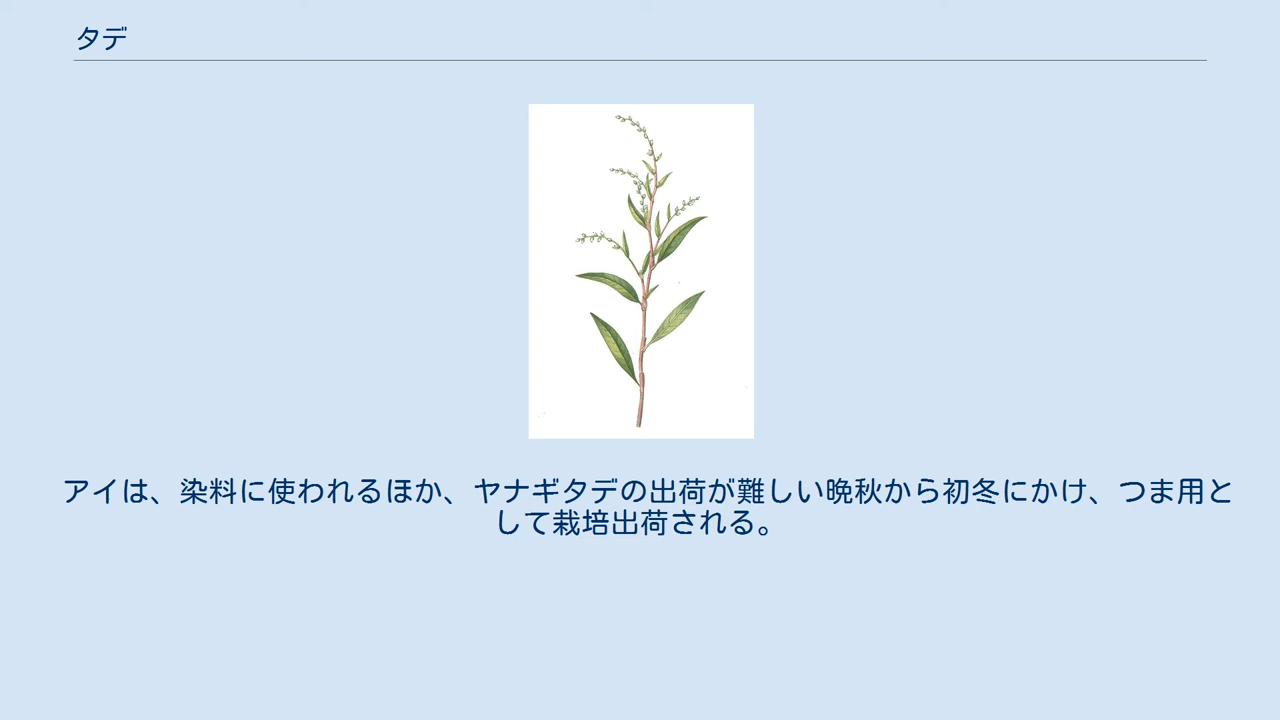 タデ
アイは、染料に使われるほか、ヤナギタデの出荷が難しい晩秋から初冬にかけ、つま用と
して栽培出荷される。